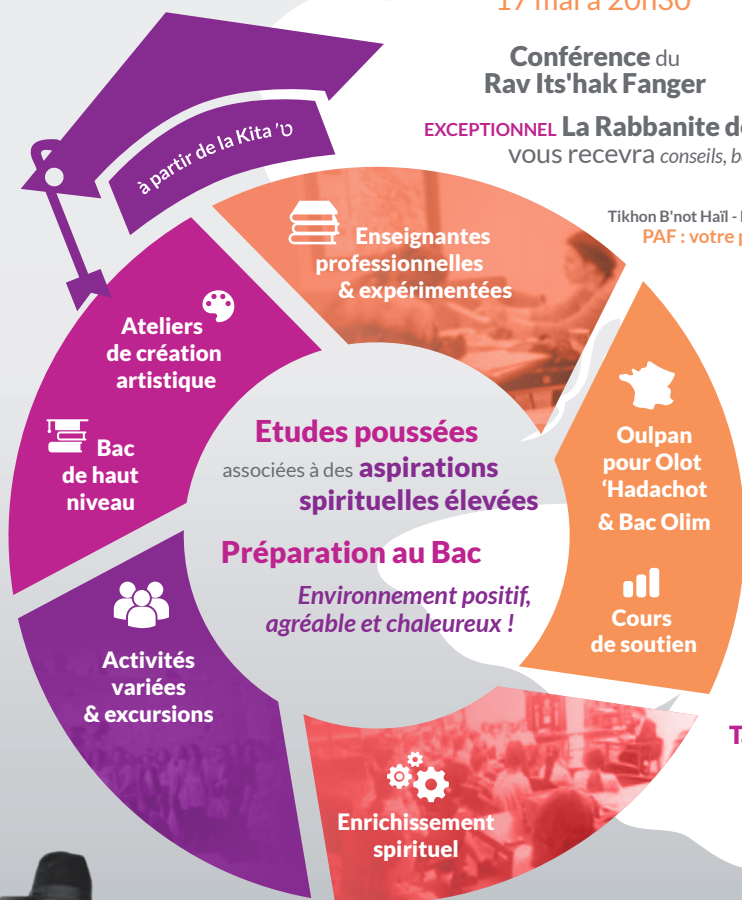 17 mai à 20h30
Conférence du
Rav Its'hak Fanger
EXCEPTIONNEL La Rabbanite
vous recevra conseils,
Tikhon B'not Haïl -
PAF : votre
à partir de la Kita ט’
Enseignantes
professionnelles
& expérimentées
Ateliers
de création
artistique
Bac
de haut
niveau
Etudes poussées
associées à des aspirations
spirituelles élevées
Préparation au Bac
Environnement positif,
agréable et chaleureux !
Oulpan
pour Olot
‘Hadachot
& Bac Olim
Cours
de soutien
Activités
variées
& excursions
Enrichissement
spirituel